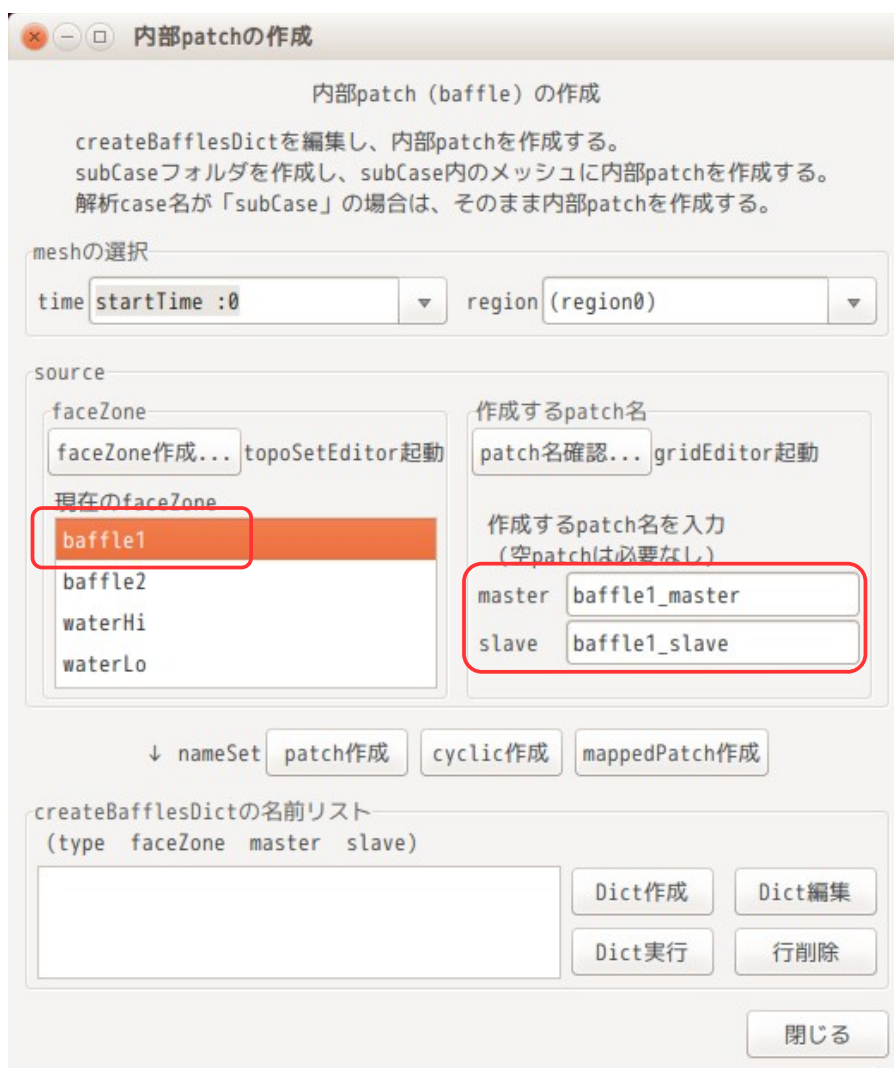 内部patchの作成
内部patch (baffle) の作成
createBafflesDictを編集し、内部patchを作成する。
subCaseフォルダを作成し、subCase内のメッシュに内部patchを作成する。
解析case名が「subCase」の場合は、そのまま内部patchを作成する。
meshの選択
time startTime :0 region (region0)
source
faceZone
faceZone作成... topoSetEditor起動
現在のfaceZone
baffle1
baffle2
waterHi
waterLo
作成するpatch名
patch名確認... gridEditor起動
作成するpatch名を入力
(空patchは必要なし)
master baffle1_master
slave baffle1_slave
↓ nameSet patch作成 cyclic作成 mappedPatch作成
createBafflesDictの名前リスト
(type faceZone master slave)
Dict作成 Dict編集
Dict実行 行削除
閉じる